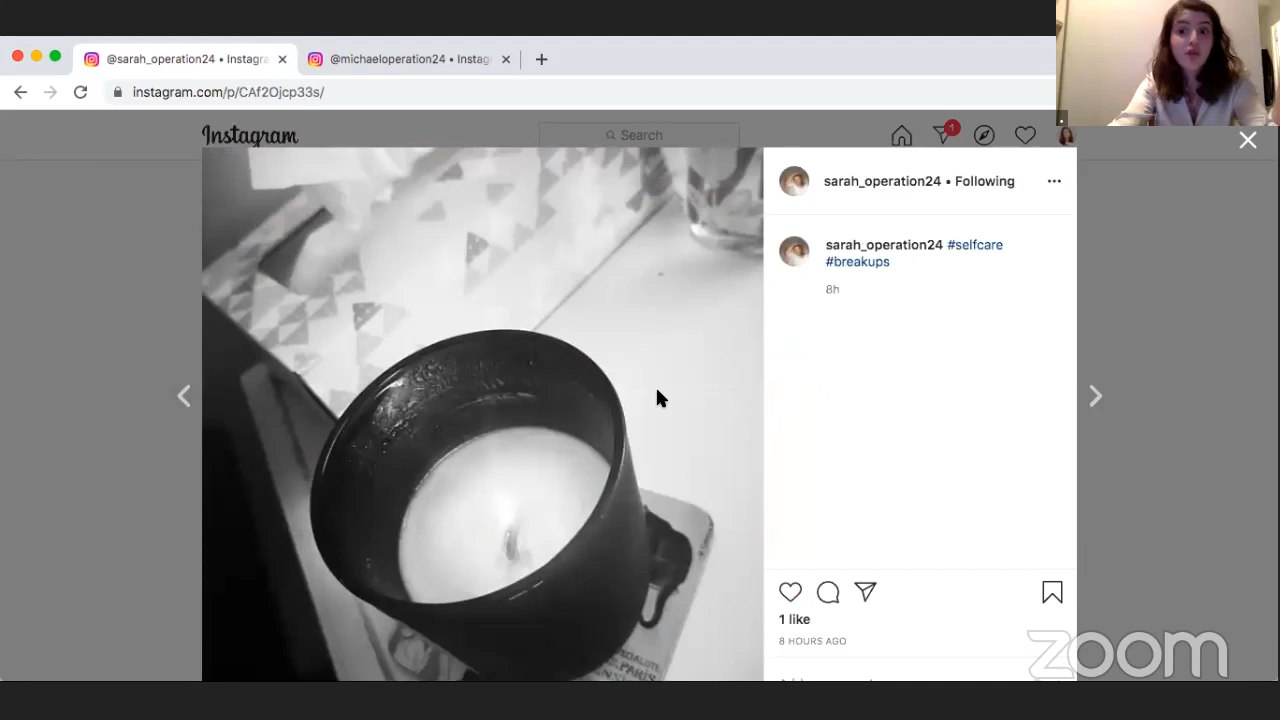 @sarah_operation24 • Instagra
@michaeloperation24 • Instag
instagram.com/p/CAf2Ojcp33s/
Instagram
Search
1
sarah_operation24 • Following
sarah_operation24 #selfcare
#breakups
8h
1 like
8 HOURS AGO
PARIS
zoom